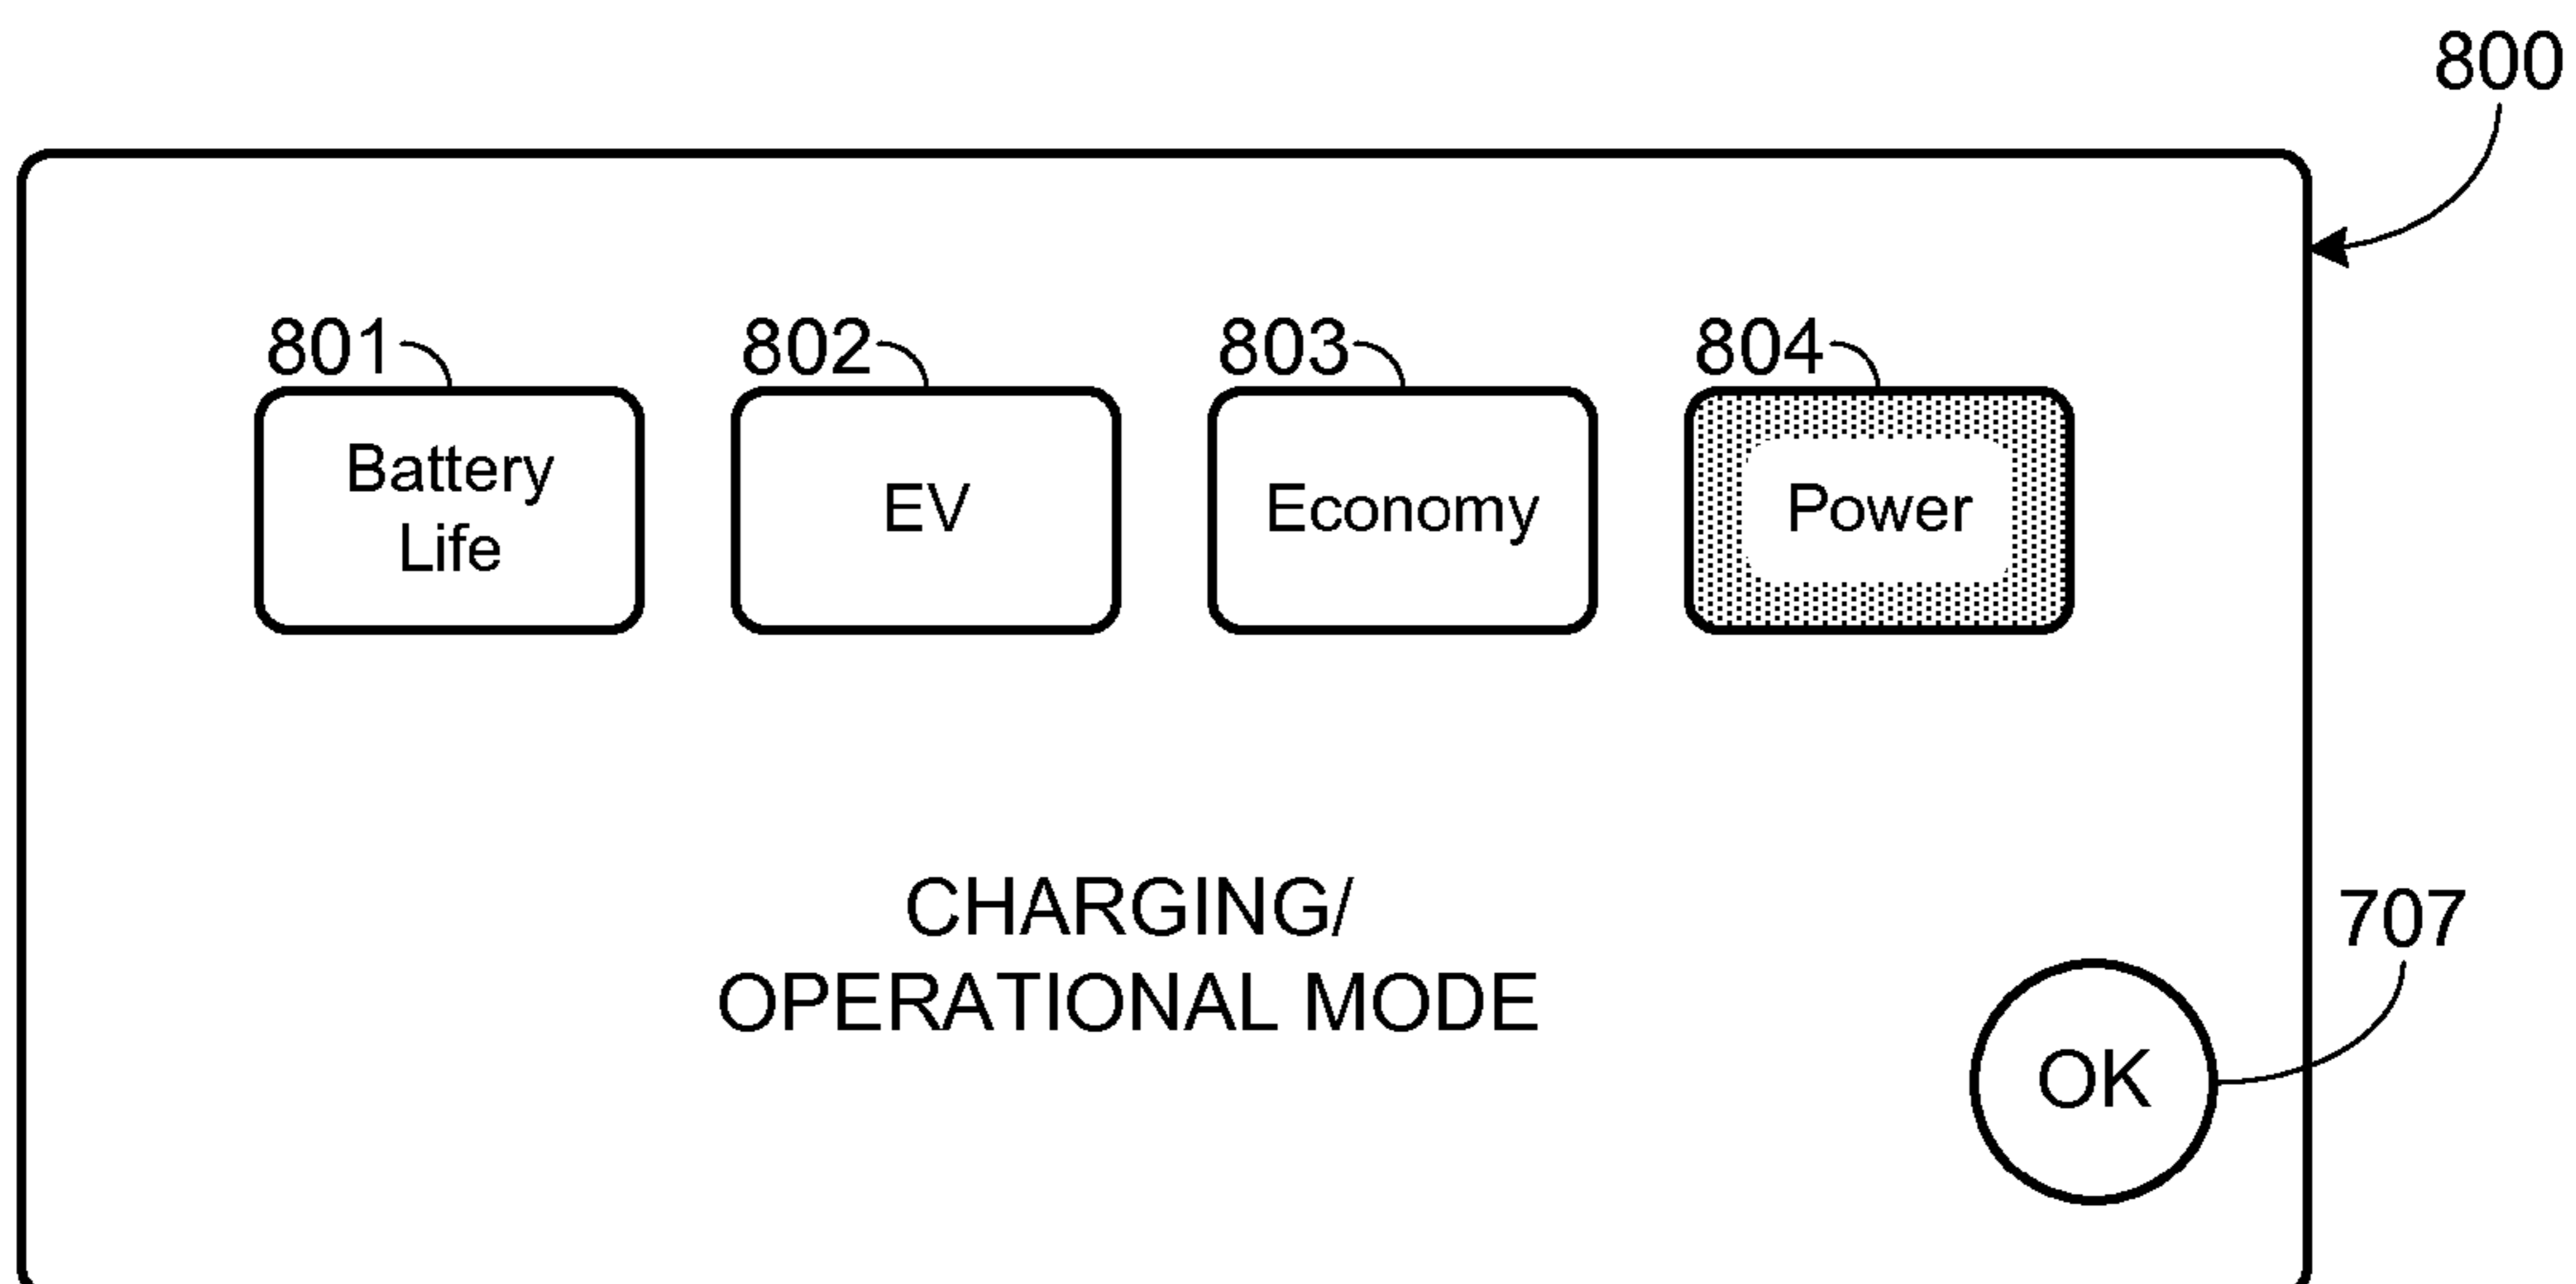 800
801 802 803 804
Battery
Life
EV
Economy
Power
CHARGING/
OPERATIONAL MODE
707
OK